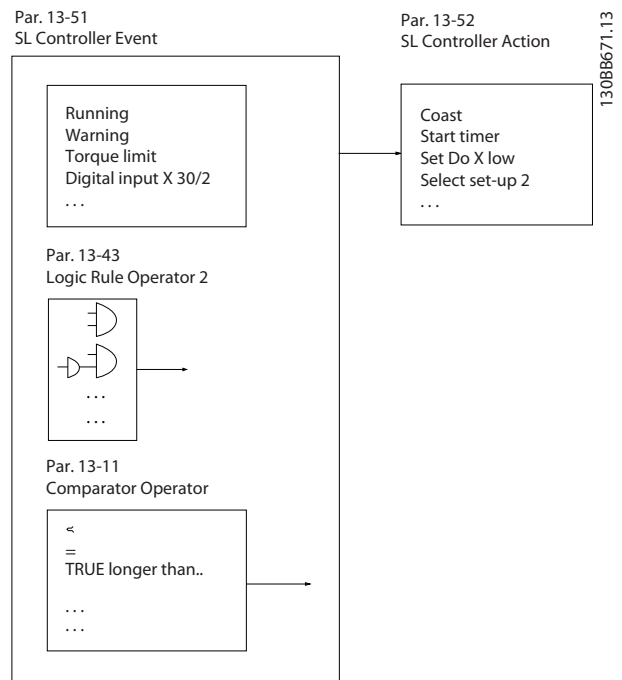 Par. 13-51
SL Controller Event
Par. 13-52
SL Controller Action
130BB671.13
Running
Warning
Torque limit
Digital input X 30/2
. . .
Coast
Start timer
Set Do X low
Select set-up 2
. . .
Par. 13-43
Logic Rule Operator 2
. . .
. . .
Par. 13-11
Comparator Operator
=
TRUE longer than..
. . .
. . .